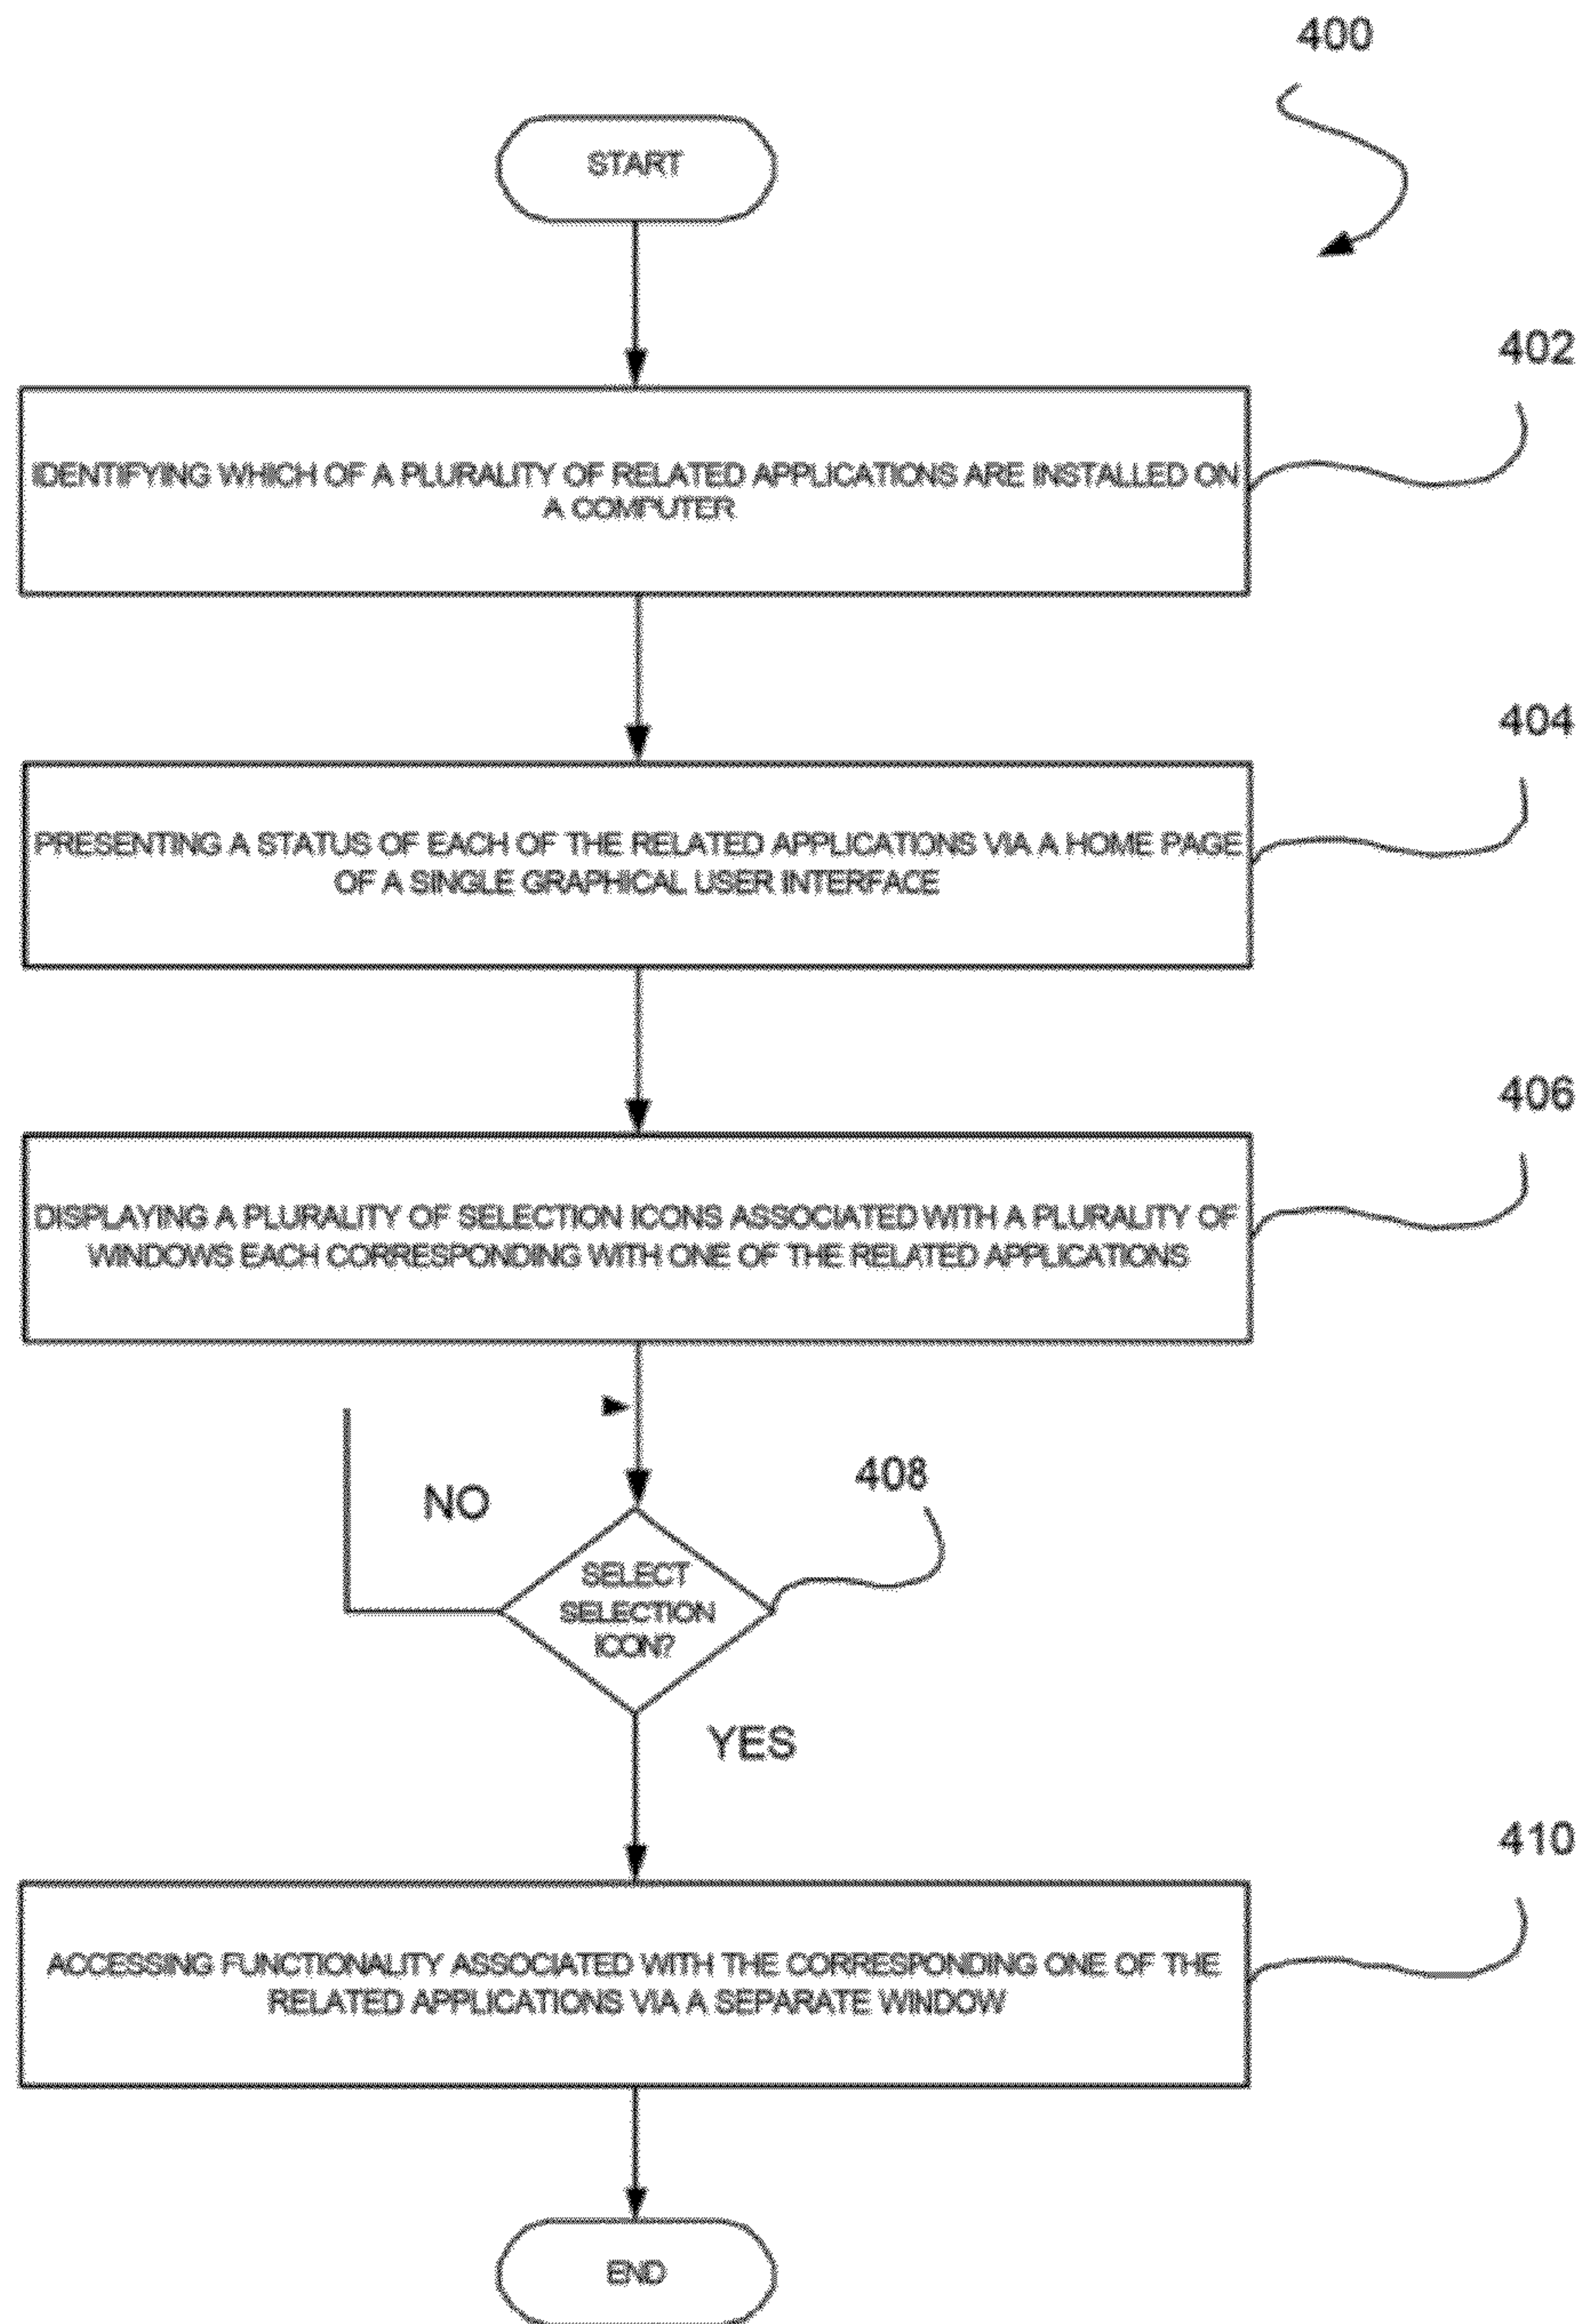 400
START
402
IDENTIFYING WHICH OF A PLURALITY OF RELATED APPLICATIONS ARE INSTALLED ON
A COMPUTER
404
PRESENTING A STATUS OF EACH OF THE RELATED APPLICATIONS VIA A HOME PAGE
OF A SINGLE GRAPHICAL USER INTERFACE
406
DISPLAYING A PLURALITY OF SELECTION ICONS ASSOCIATED WITH A PLURALITY OF
WINDOWS EACH CORRESPONDING WITH ONE OF THE RELATED APPLICATIONS
408
NO
SELECT
SELECTION
ICON?
YES
410
ACCESSING FUNCTIONALITY ASSOCIATED WITH THE CORRESPONDING ONE OF THE
RELATED APPLICATIONS VIA A SEPARATE WINDOW
END